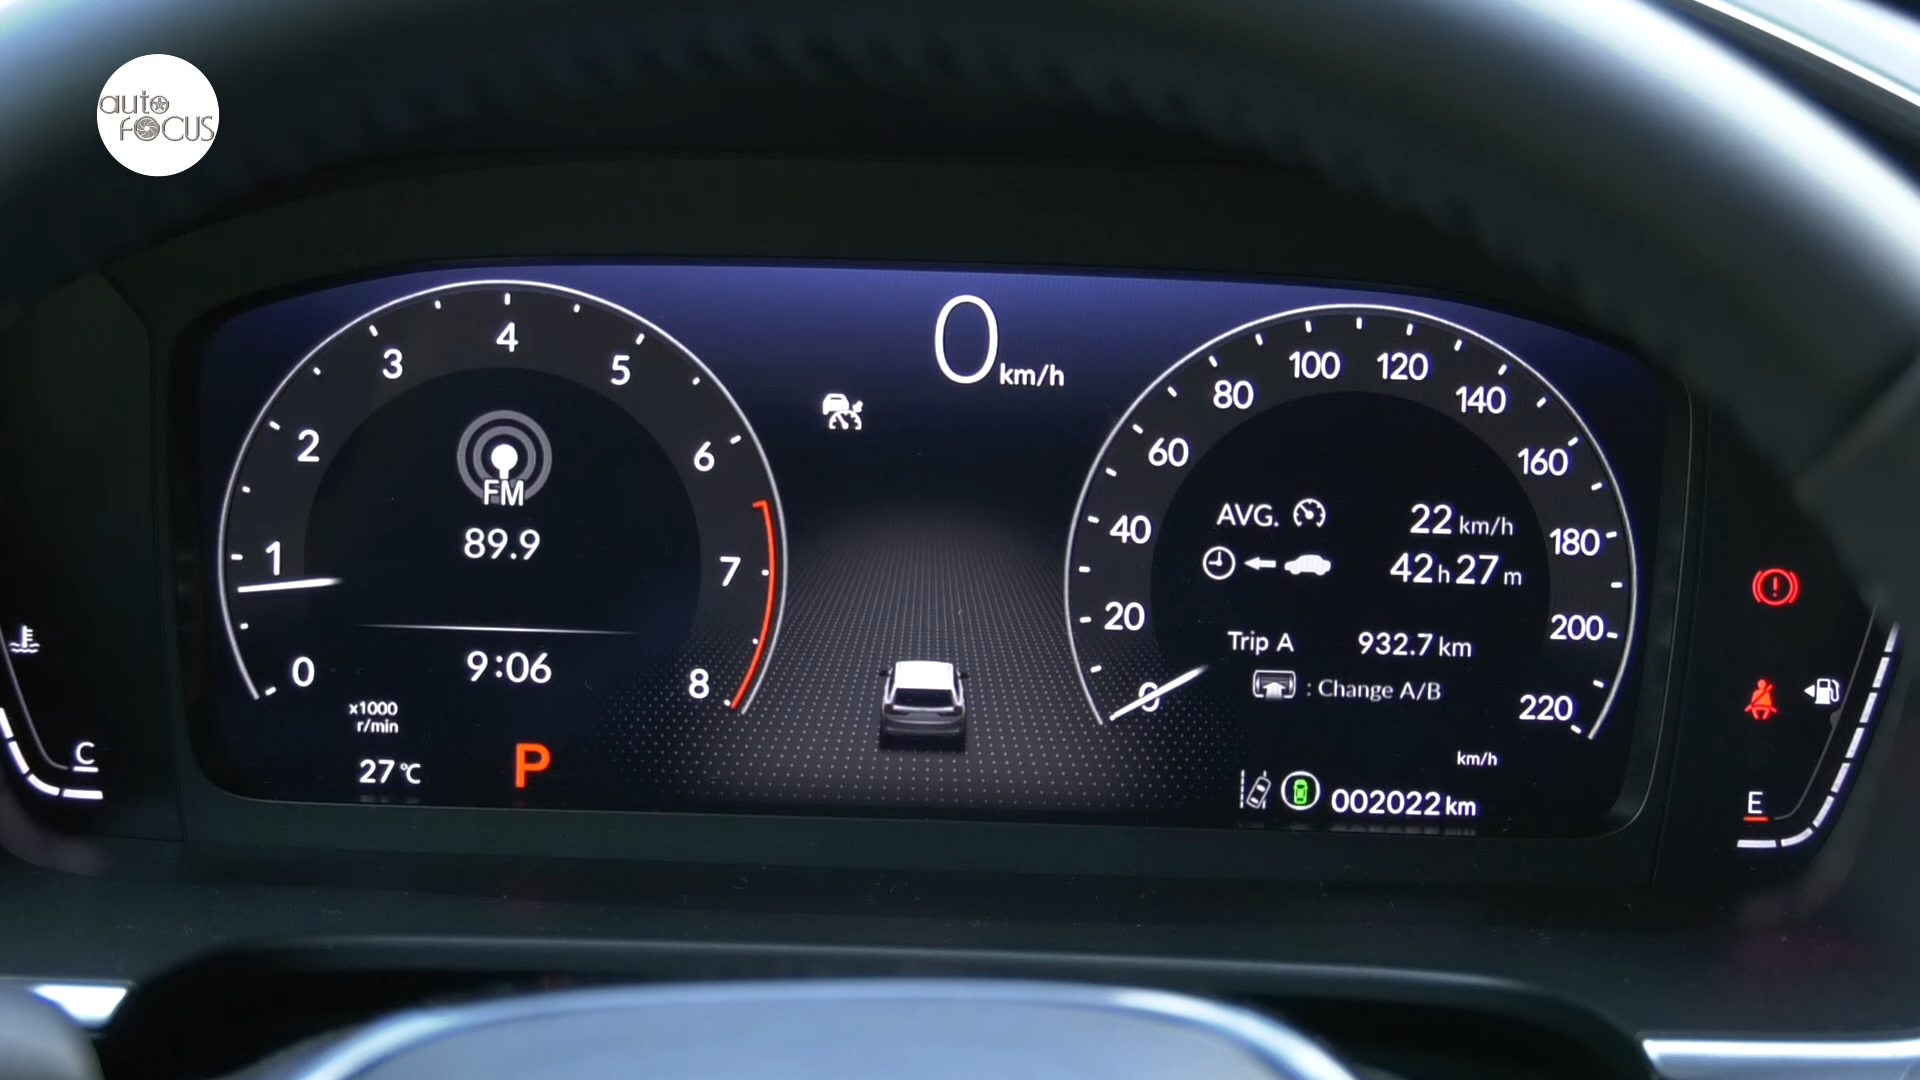 auto
FOCUS
0 km/h
0
1
2
3
4
5
6
7
8
x1000
r/min
FM
89.9
9:06
27°C
P
0
20
40
60
80
100
120
140
160
180
200
220
km/h
AVG. 22 km/h
42 h 27 m
Trip A 932.7 km
: Change A/B
002022 km
C
E